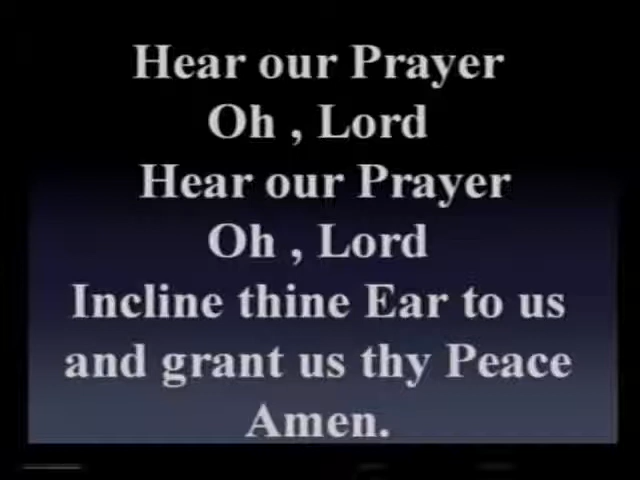 Hear our Prayer
Oh , Lord
Hear our Prayer
Oh , Lord
Incline thine Ear to us
and grant us thy Peace
Amen.